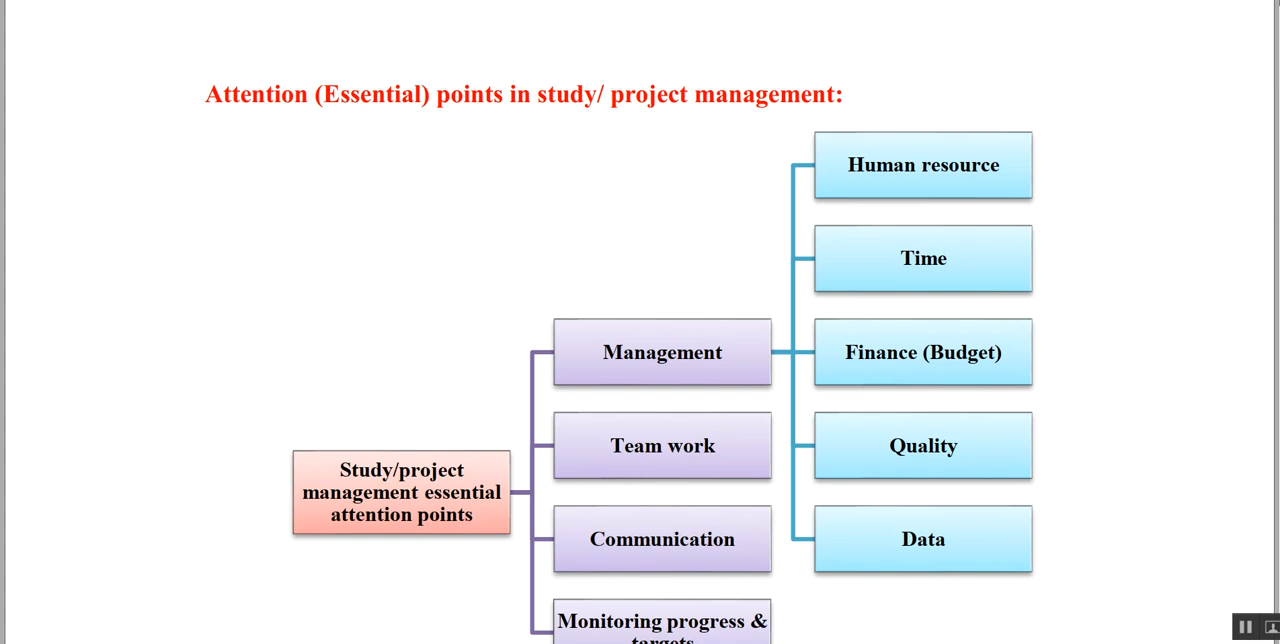 Attention (Essential) points in study/ project management:
Human resource
Time
Management
Finance (Budget)
Team work
Quality
Study/project
management essential
attention points
Communication
Data
Monitoring progress &
targets